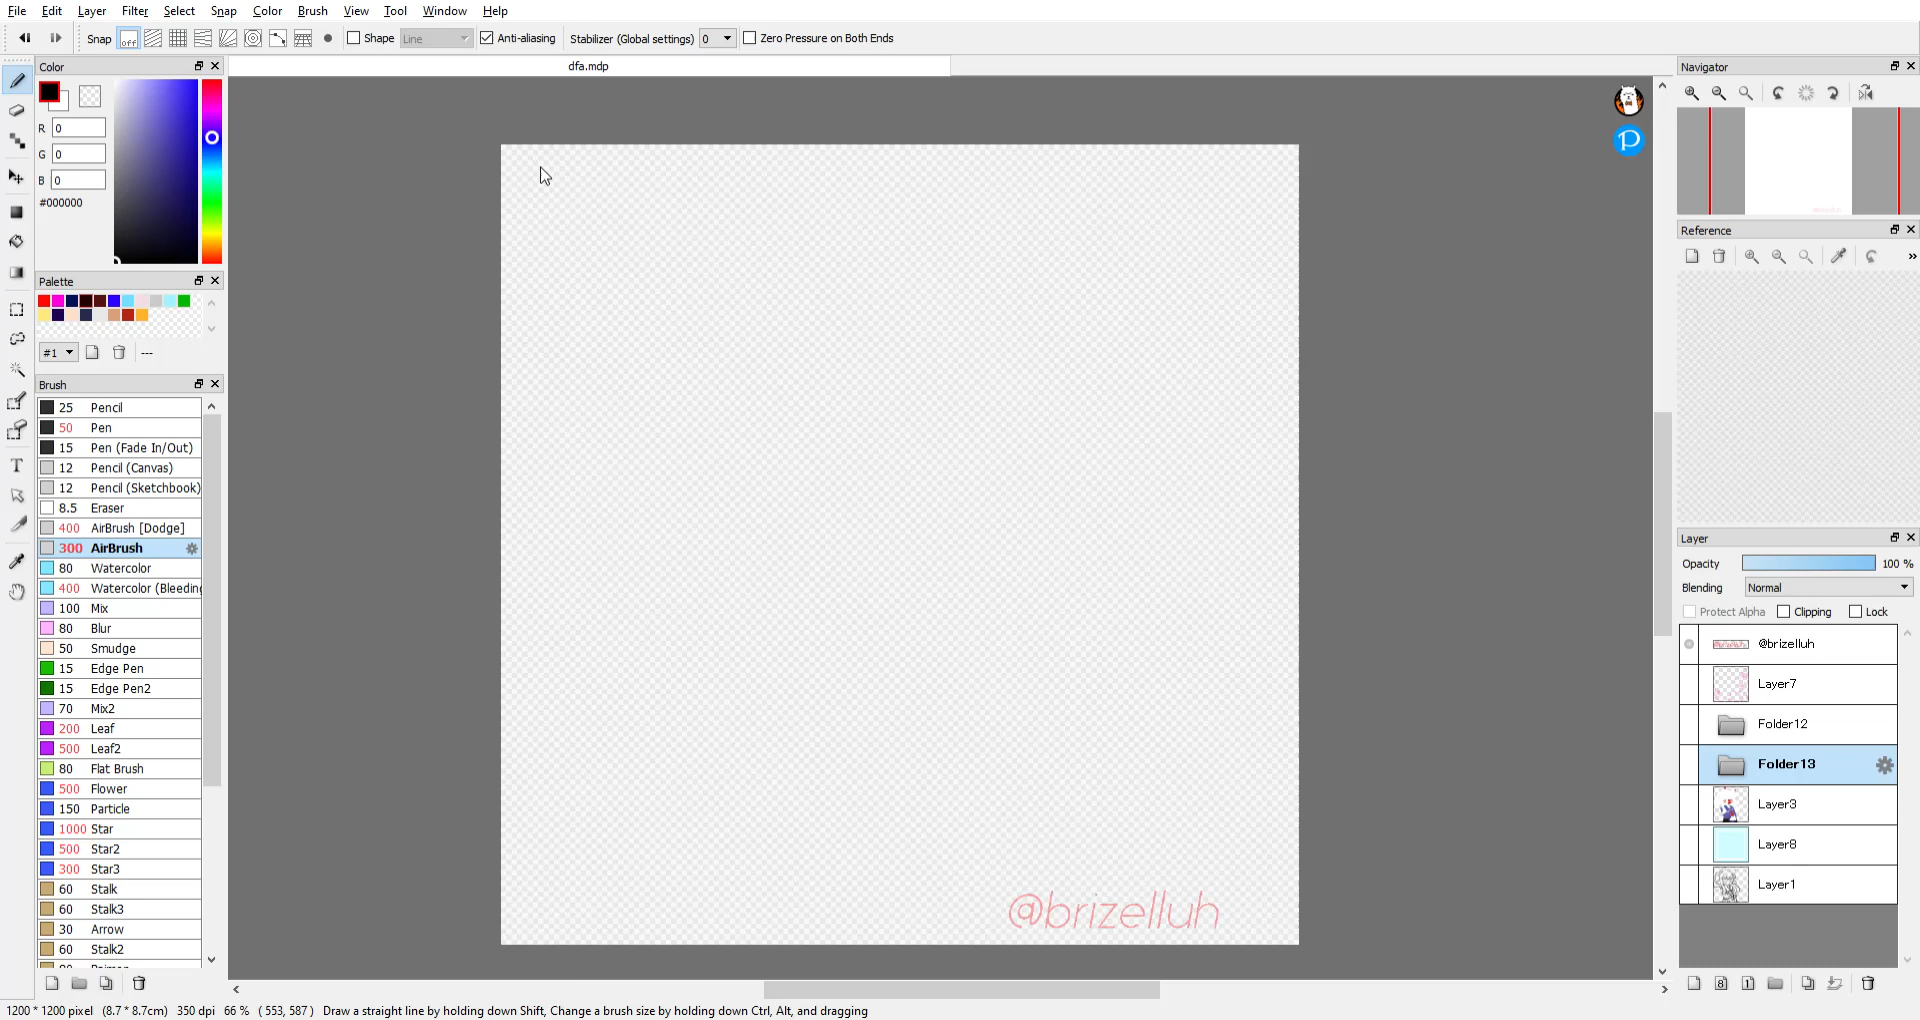 File Edit Layer Filter Select Snap Color Brush View Tool Window Help
Snap off Shape Line Anti-aliasing Stabilizer (Global settings) 0 Zero Pressure on Both Ends
dfa.mdp
Color
R 0
G 0
B 0
#000000
Palette
#1 ---
Brush
25 Pencil
50 Pen
15 Pen (Fade In/Out)
12 Pencil (Canvas)
12 Pencil (Sketchbook)
8.5 Eraser
400 AirBrush [Dodge]
300 AirBrush
80 Watercolor
400 Watercolor (Bleeding
100 Mix
80 Blur
50 Smudge
15 Edge Pen
15 Edge Pen2
70 Mix2
200 Leaf
500 Leaf2
80 Flat Brush
500 Flower
150 Particle
1000 Star
500 Star2
300 Star3
60 Stalk
60 Stalk3
30 Arrow
60 Stalk2
@brizelluh
P
Navigator
Reference
Layer
Opacity 100 %
Blending Normal
Protect Alpha Clipping Lock
@brizelluh
Layer7
Folder12
Folder13
Layer3
Layer8
Layer1
8 1
1200 * 1200 pixel (8.7 * 8.7cm) 350 dpi 66 % ( 553, 587 ) Draw a straight line by holding down Shift, Change a brush size by holding down Ctrl, Alt, and dragging